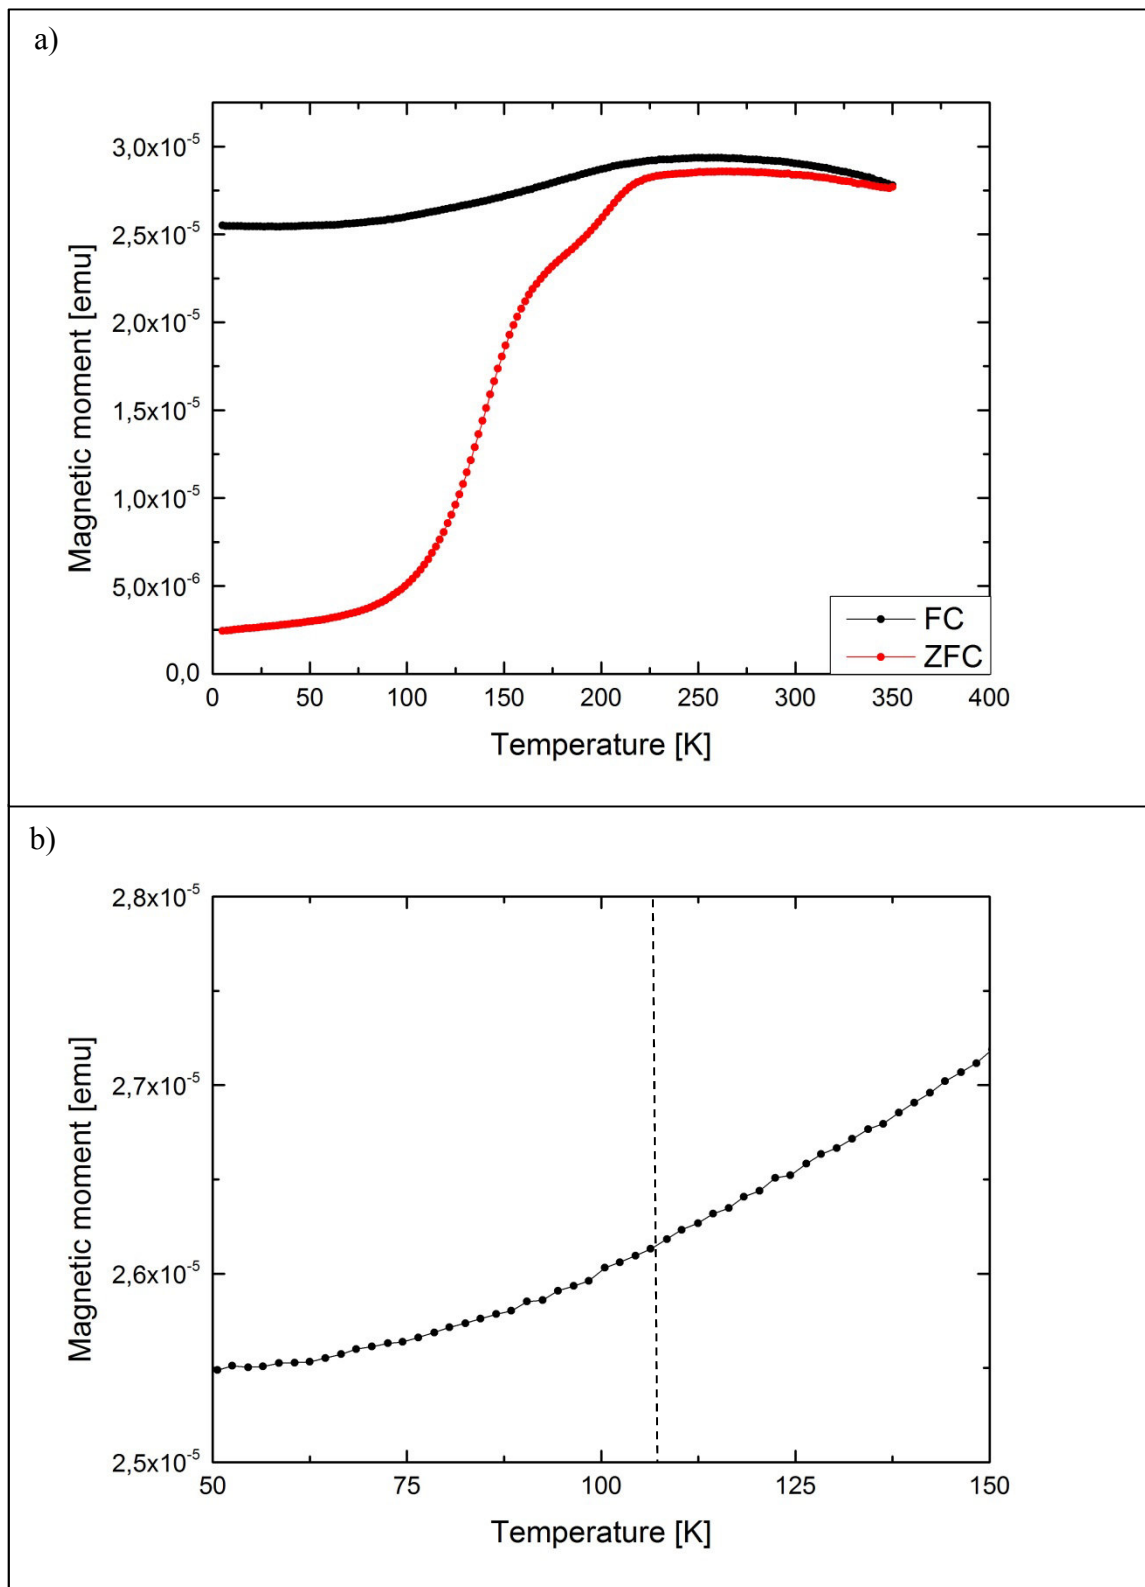 a)
3,0x10⁻⁵
2,5x10⁻⁵
2,0x10⁻⁵
1,5x10⁻⁵
1,0x10⁻⁵
5,0x10⁻⁶
0,0
Magnetic moment [emu]
FC
ZFC
0 50 100 150 200 250 300 350 400
Temperature [K]
b)
2,8x10⁻⁵
2,7x10⁻⁵
2,6x10⁻⁵
2,5x10⁻⁵
Magnetic moment [emu]
50 75 100 125 150
Temperature [K]